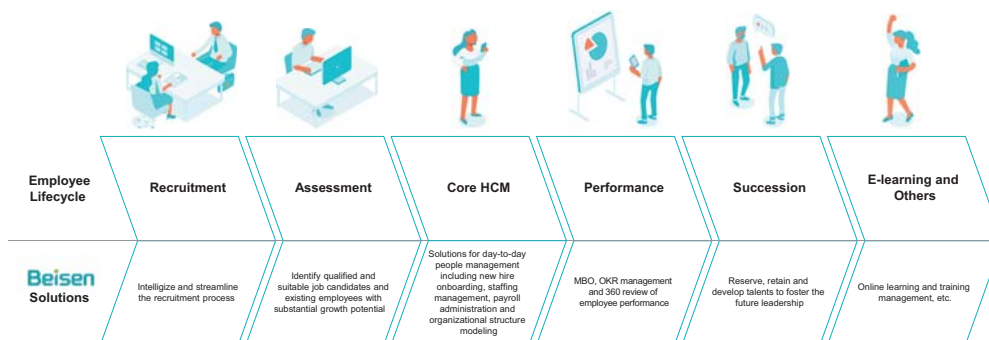 Employee
Lifecycle
Recruitment
Assessment
Core HCM
Performance
Succession
E-learning and
Others
Beisen
Solutions
Intelligize and streamline
the recruitment process
Identify qualified and
suitable job candidates and
existing employees with
substantial growth potential
Solutions for day-to-day
people management
including new hire
onboarding, staffing
management, payroll
administration and
organizational structure
modeling
MBO, OKR management
and 360 review of
employee performance
Reserve, retain and
develop talents to foster the
future leadership
Online learning and training
management, etc.